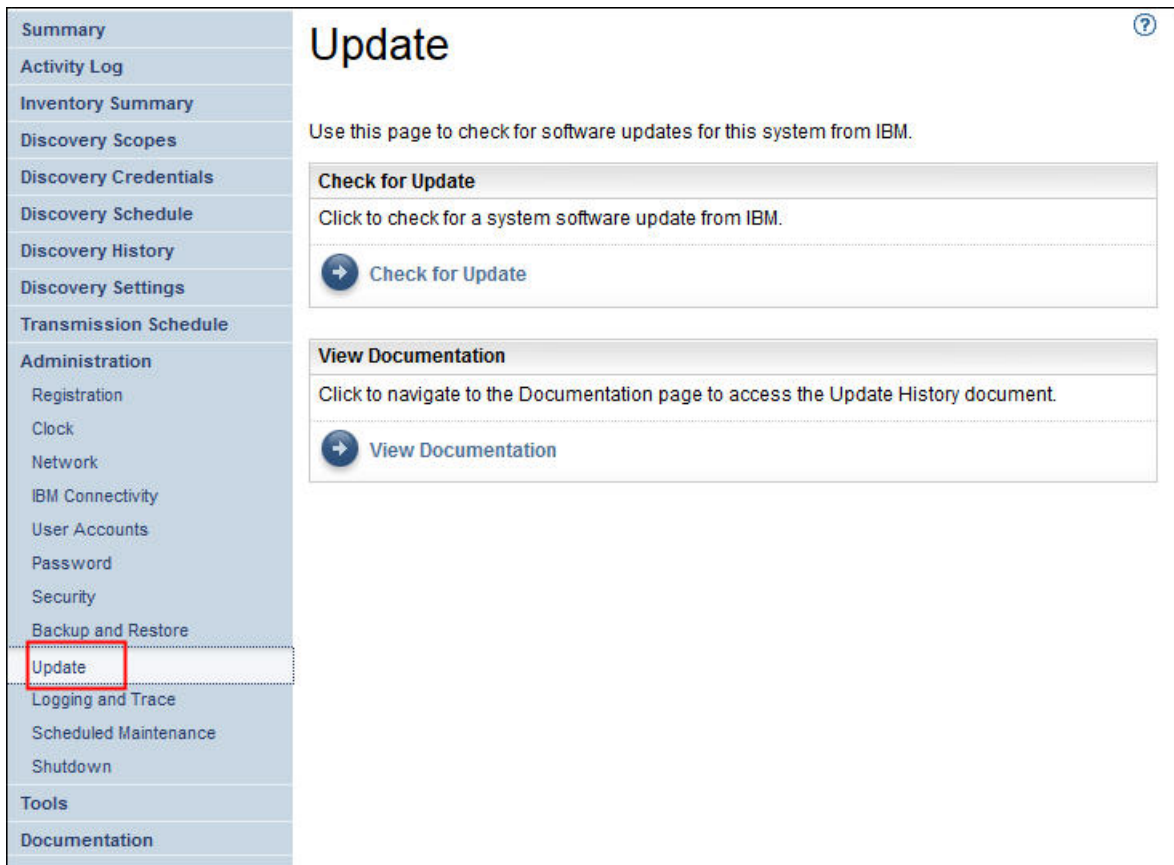 Summary
Activity Log
Inventory Summary
Discovery Scopes
Discovery Credentials
Discovery Schedule
Discovery History
Discovery Settings
Transmission Schedule
Administration
Registration
Clock
Network
IBM Connectivity
User Accounts
Password
Security
Backup and Restore
Update
Logging and Trace
Scheduled Maintenance
Shutdown
Tools
Documentation
?
Update
Use this page to check for software updates for this system from IBM.
Check for Update
Click to check for a system software update from IBM.
Check for Update
View Documentation
Click to navigate to the Documentation page to access the Update History document.
View Documentation